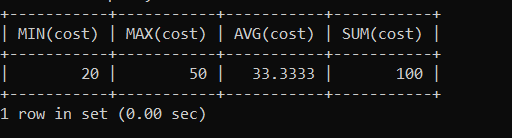 +-----------+-----------+-----------+-----------+
| MIN(cost) | MAX(cost) | AVG(cost) | SUM(cost) |
+-----------+-----------+-----------+-----------+
|        20 |        50 |   33.3333 |       100 |
+-----------+-----------+-----------+-----------+
1 row in set (0.00 sec)